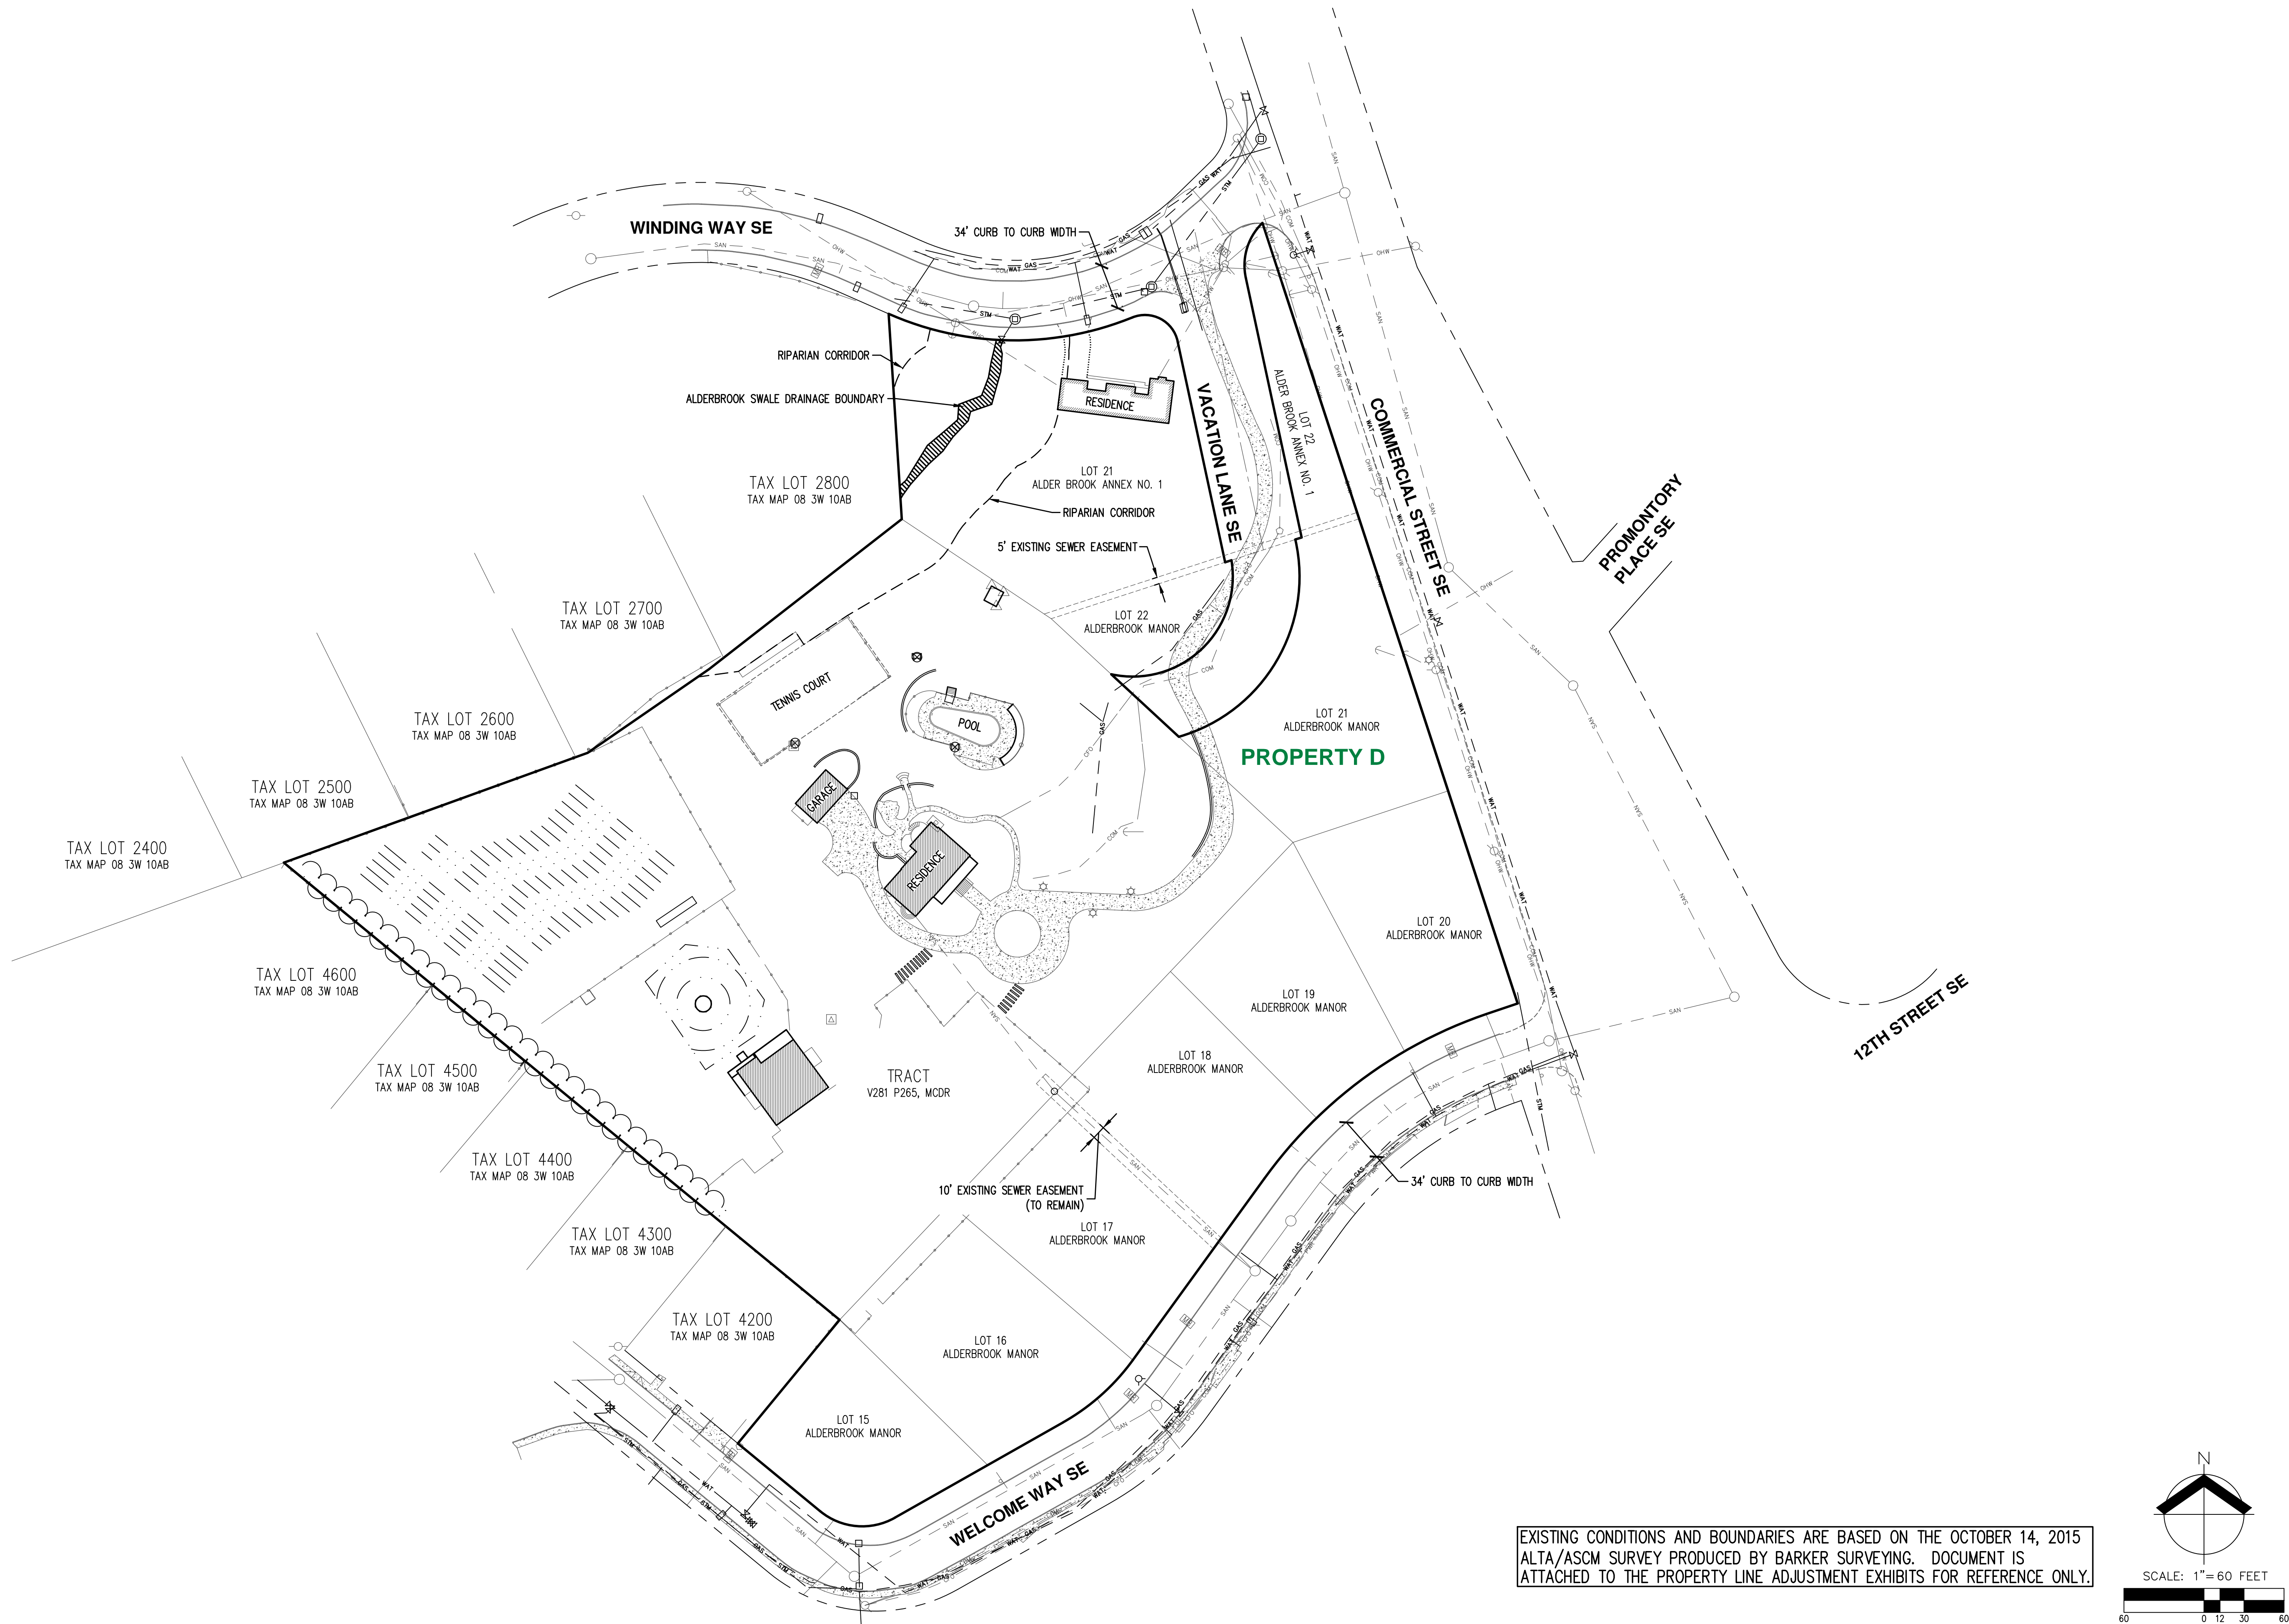 WINDING WAY SE
34' CURB TO CURB WIDTH
RIPARIAN CORRIDOR
ALDERBROOK SWALE DRAINAGE BOUNDARY
RESIDENCE
VACATION LANE SE
LOT 22
ALDER BROOK ANNEX NO. 1
COMMERCIAL STREET SE
TAX LOT 2800
TAX MAP 08 3W 10AB
LOT 21
ALDER BROOK ANNEX NO. 1
RIPARIAN CORRIDOR
5' EXISTING SEWER EASEMENT
PROMONTORY
PLACE SE
TAX LOT 2700
TAX MAP 08 3W 10AB
LOT 22
ALDERBROOK MANOR
TENNIS COURT
POOL
TAX LOT 2600
TAX MAP 08 3W 10AB
LOT 21
ALDERBROOK MANOR
PROPERTY D
TAX LOT 2500
TAX MAP 08 3W 10AB
GARAGE
TAX LOT 2400
TAX MAP 08 3W 10AB
RESIDENCE
LOT 20
ALDERBROOK MANOR
TAX LOT 4600
TAX MAP 08 3W 10AB
LOT 19
ALDERBROOK MANOR
12TH STREET SE
TAX LOT 4500
TAX MAP 08 3W 10AB
TRACT
V281 P265, MCDR
LOT 18
ALDERBROOK MANOR
TAX LOT 4400
TAX MAP 08 3W 10AB
10' EXISTING SEWER EASEMENT
(TO REMAIN)
34' CURB TO CURB WIDTH
TAX LOT 4300
TAX MAP 08 3W 10AB
LOT 17
ALDERBROOK MANOR
TAX LOT 4200
TAX MAP 08 3W 10AB
LOT 16
ALDERBROOK MANOR
LOT 15
ALDERBROOK MANOR
WELCOME WAY SE
EXISTING CONDITIONS AND BOUNDARIES ARE BASED ON THE OCTOBER 14, 2015
ALTA/ASCM SURVEY PRODUCED BY BARKER SURVEYING. DOCUMENT IS
ATTACHED TO THE PROPERTY LINE ADJUSTMENT EXHIBITS FOR REFERENCE ONLY.
N
SCALE: 1"=60 FEET
60 0 12 30 60
SAN
OHW
STM
GAS
WAT
COM
CFO